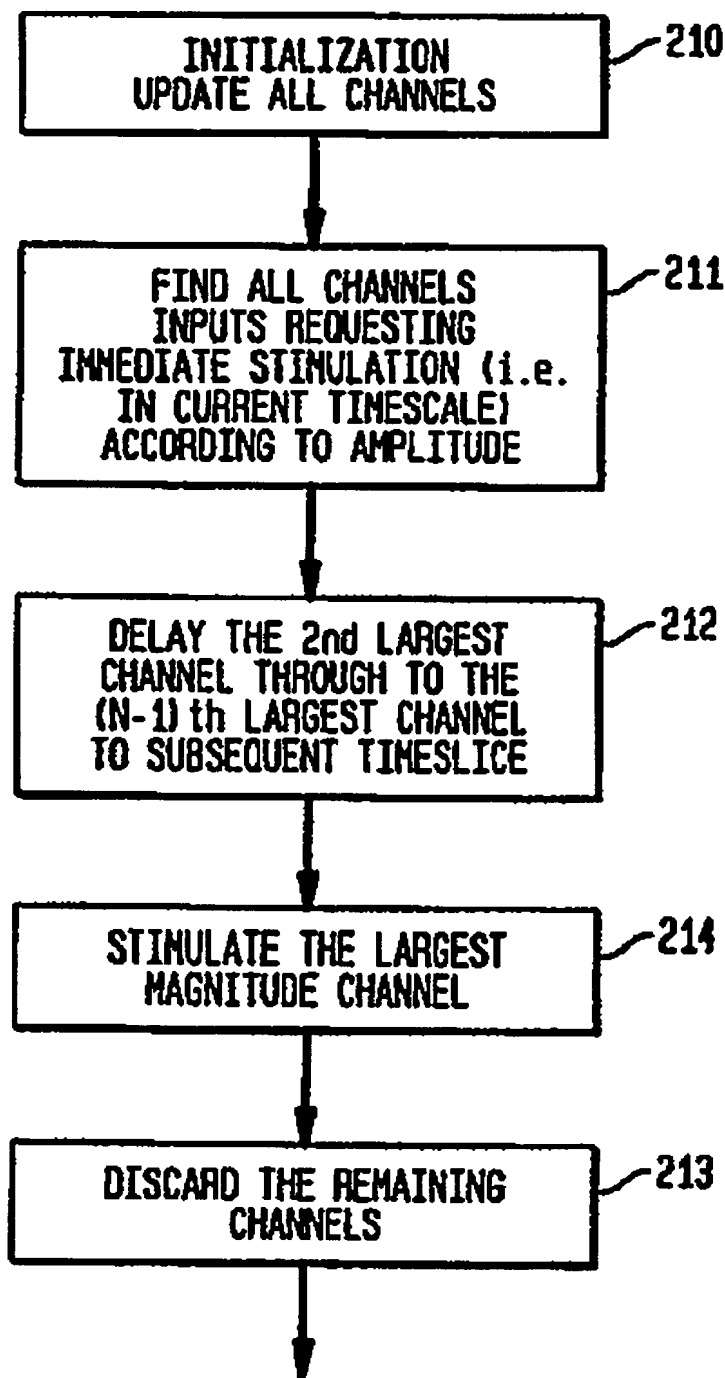 INITIALIZATION
UPDATE ALL CHANNELS
210
FIND ALL CHANNELS
INPUTS REQUESTING
IMMEDIATE STIMULATION (i.e.
IN CURRENT TIMESCALE)
ACCORDING TO AMPLITUDE
211
DELAY THE 2nd LARGEST
CHANNEL THROUGH TO THE
(N-1)th LARGEST CHANNEL
TO SUBSEQUENT TIMESLICE
212
STIMULATE THE LARGEST
MAGNITUDE CHANNEL
214
DISCARD THE REMAINING
CHANNELS
213